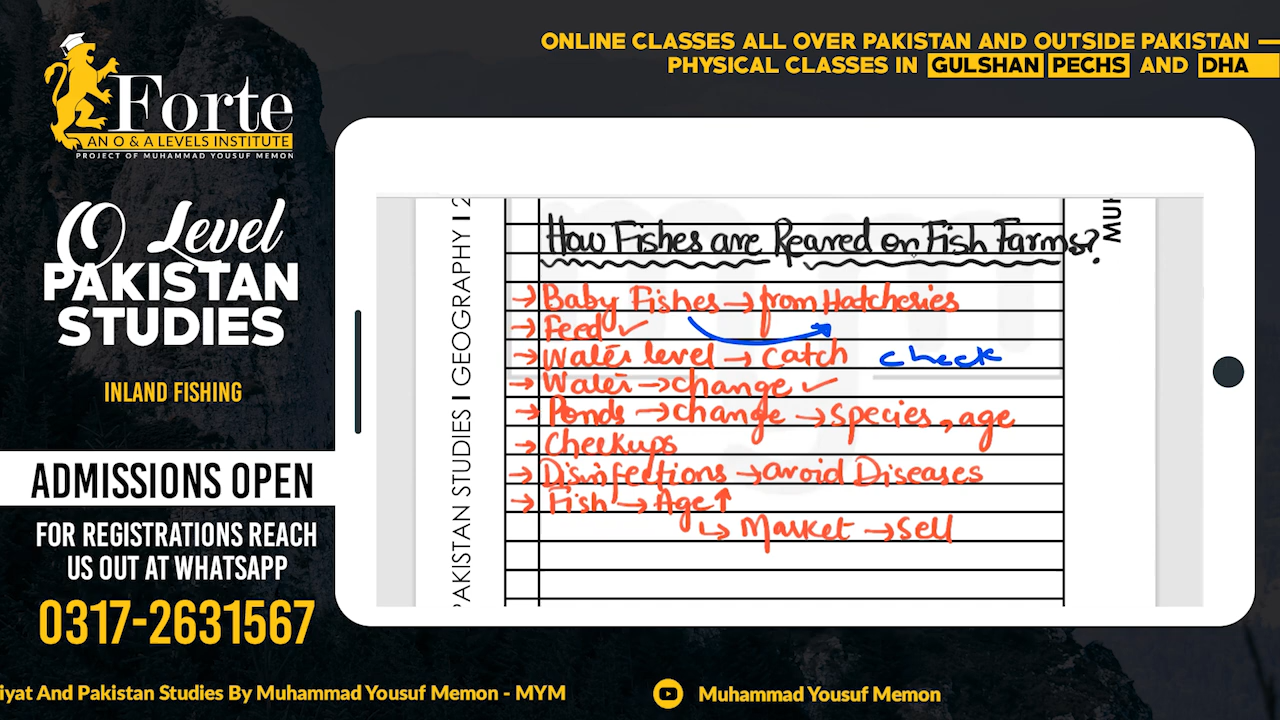 ONLINE CLASSES ALL OVER PAKISTAN AND OUTSIDE PAKISTAN —
PHYSICAL CLASSES IN GULSHAN PECHS AND DHA
Forte
AN O & A LEVELS INSTITUTE
PROJECT OF MUHAMMAD YOUSUF MEMON
O Level
PAKISTAN
STUDIES
INLAND FISHING
ADMISSIONS OPEN
FOR REGISTRATIONS REACH
US OUT AT WHATSAPP
0317-2631567
PAKISTAN STUDIES I GEOGRAPHY I 2
MUH
How Fishes are Reared on Fish Farms?
→ Baby Fishes → from Hatcheries
→ Feed ✓
→ Water level → Catch check
→ Water → change ✓
→ Ponds → change → Species, age
→ Checkups
→ Disinfections → avoid Diseases
→ Fish → Age ↑
↳ Market → Sell
iyat And Pakistan Studies By Muhammad Yousuf Memon - MYM
Muhammad Yousuf Memon